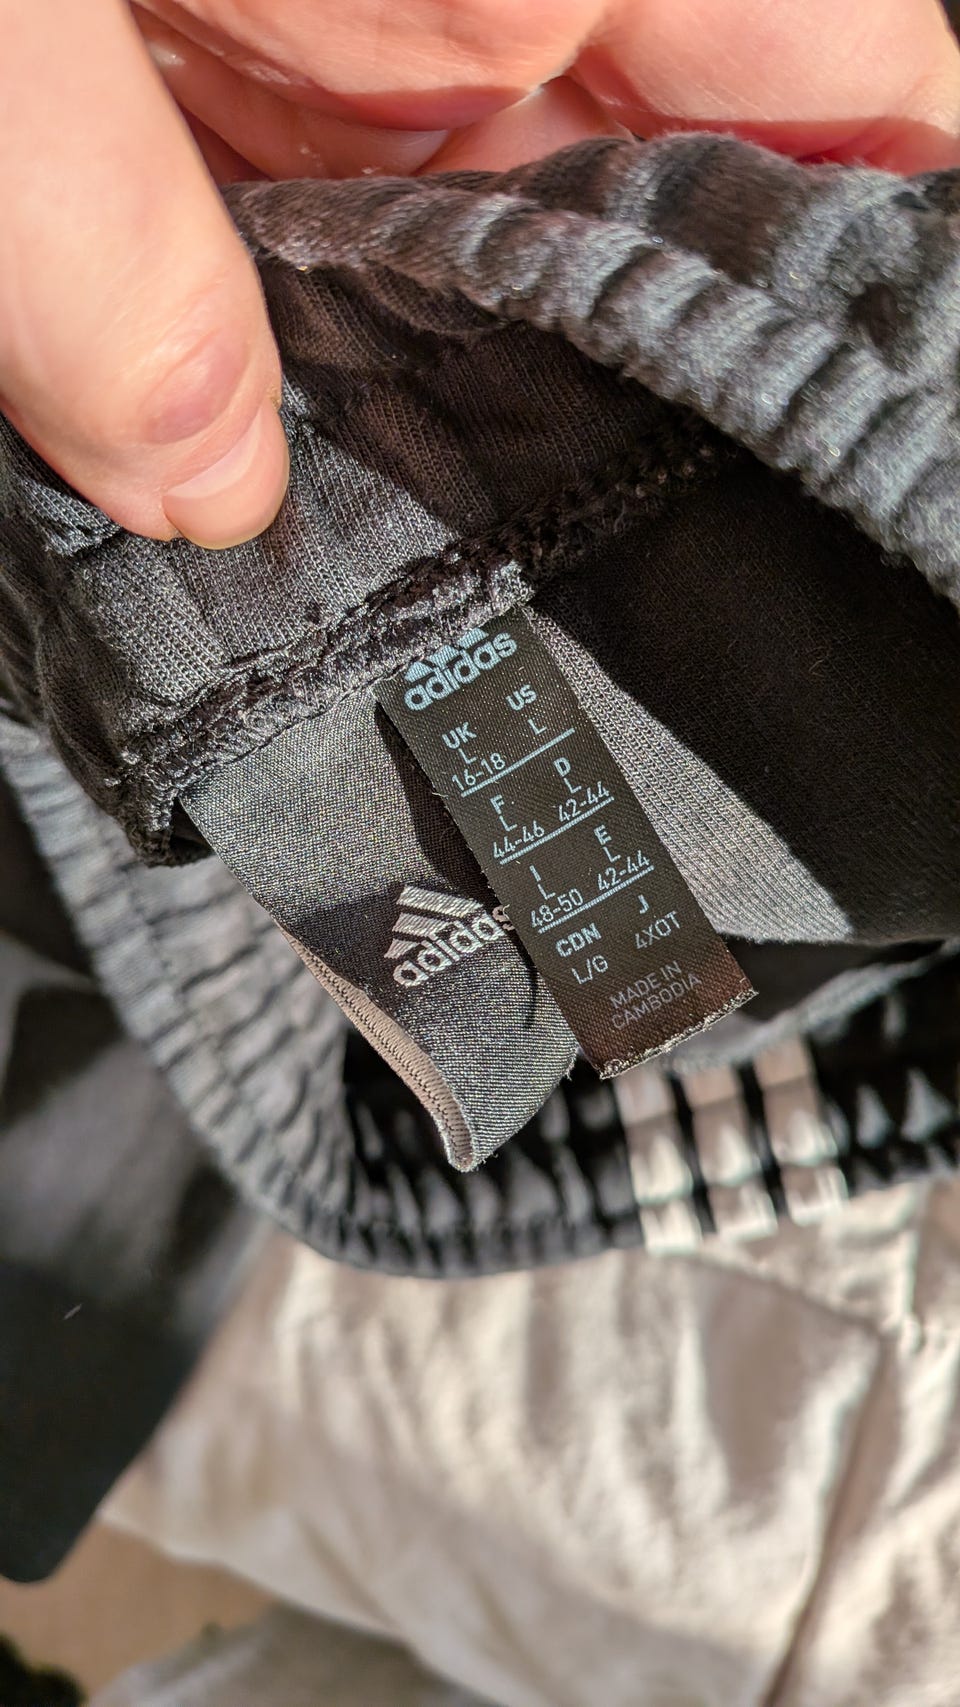 adidas
UK US
L L
16-18
F D
L L
44-46 42-44
I E
L L
48-50 42-44
CDN J
L/G 4XOT
MADE IN
CAMBODIA
adidas